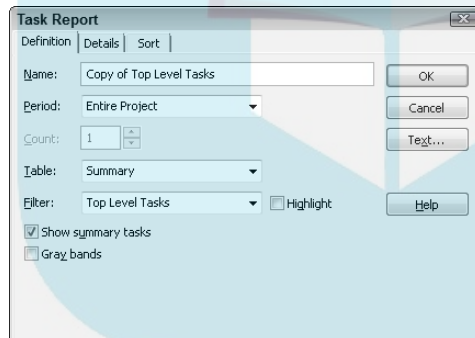 Task Report
Definition Details Sort
Name: Copy of Top Level Tasks OK
Period: Entire Project Cancel
Count: 1 Text...
Table: Summary
Filter: Top Level Tasks Highlight Help
Show summary tasks
Gray bands